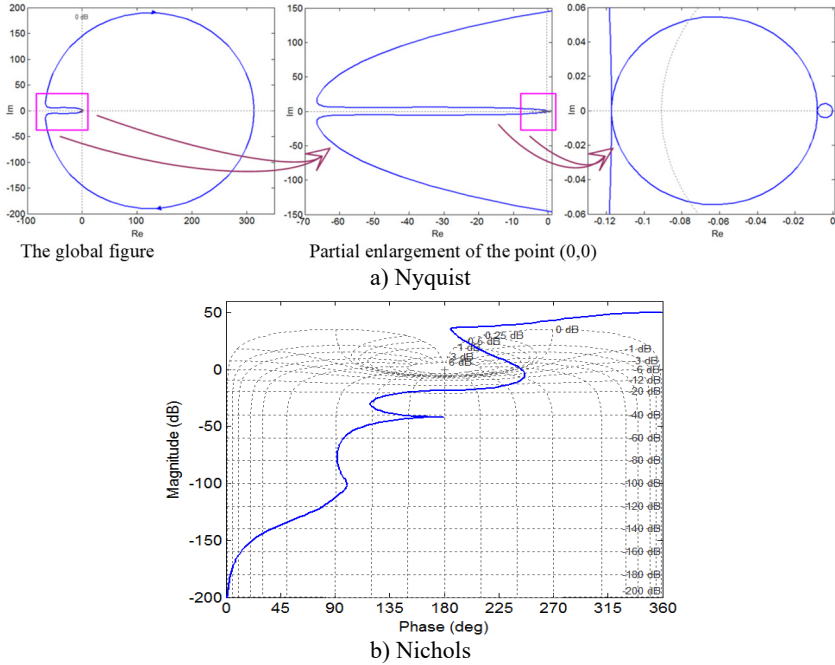 200
150
100
50
0
-50
-100
-150
-200
-100
0
100
200
300
0 dB
Im
Re
150
100
50
0
-50
-100
-150
-70
-60
-50
-40
-30
-20
-10
0
Im
Re
0.06
0.04
0.02
0
-0.02
-0.04
-0.06
-0.12
-0.1
-0.08
-0.06
-0.04
-0.02
0
Im
Re
The global figure
Partial enlargement of the point (0,0)
a) Nyquist
50
0
-50
-100
-150
-200
Magnitude (dB)
0 dB
0.25 dB
0.5 dB
-1 dB
-3 dB
6 dB
-1 dB
-3 dB
-6 dB
-12 dB
-20 dB
-40 dB
-60 dB
-80 dB
-100 dB
-120 dB
-140 dB
-160 dB
-180 dB
-200 dB
0
45
90
135
180
225
270
315
360
Phase (deg)
b) Nichols